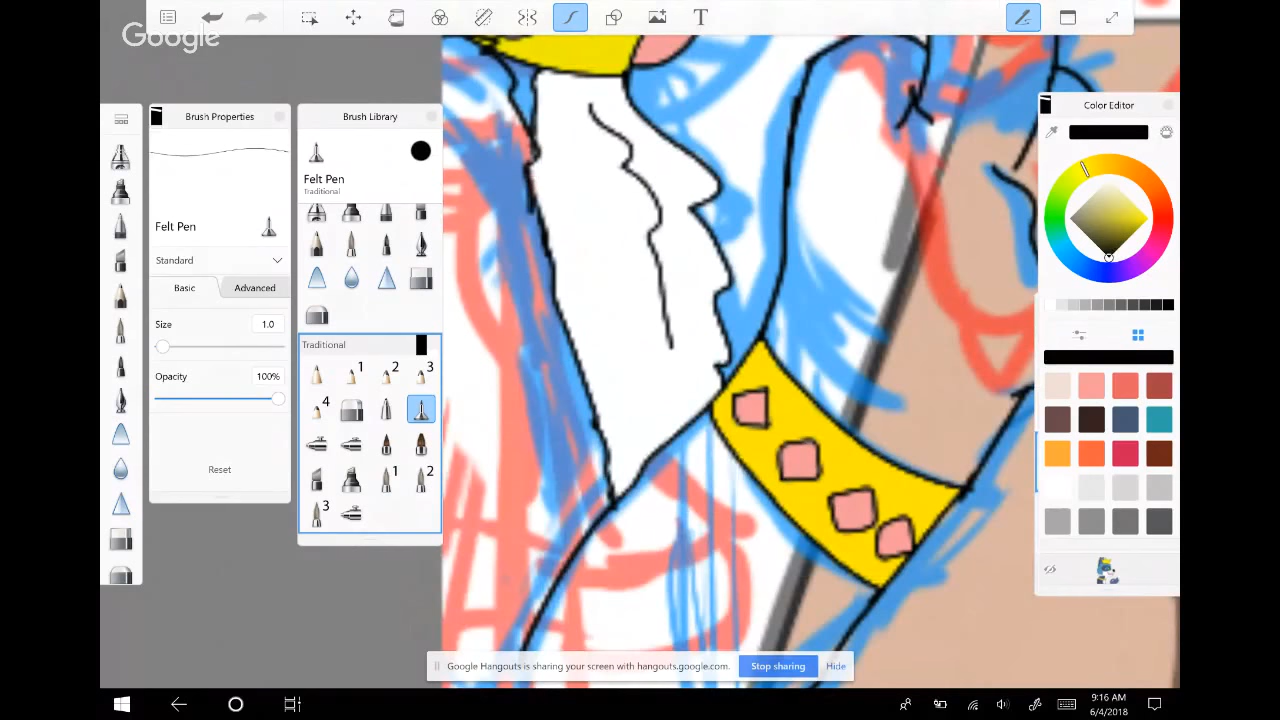 T
Google
Brush Properties
Brush Library
Color Editor
Felt Pen
Traditional
Felt Pen
Standard
Basic
Advanced
Size
1.0
Opacity
100%
Reset
Traditional
1
2
3
4
1
2
3
Google Hangouts is sharing your screen with hangouts.google.com.
Stop sharing
Hide
9:16 AM
6/4/2018